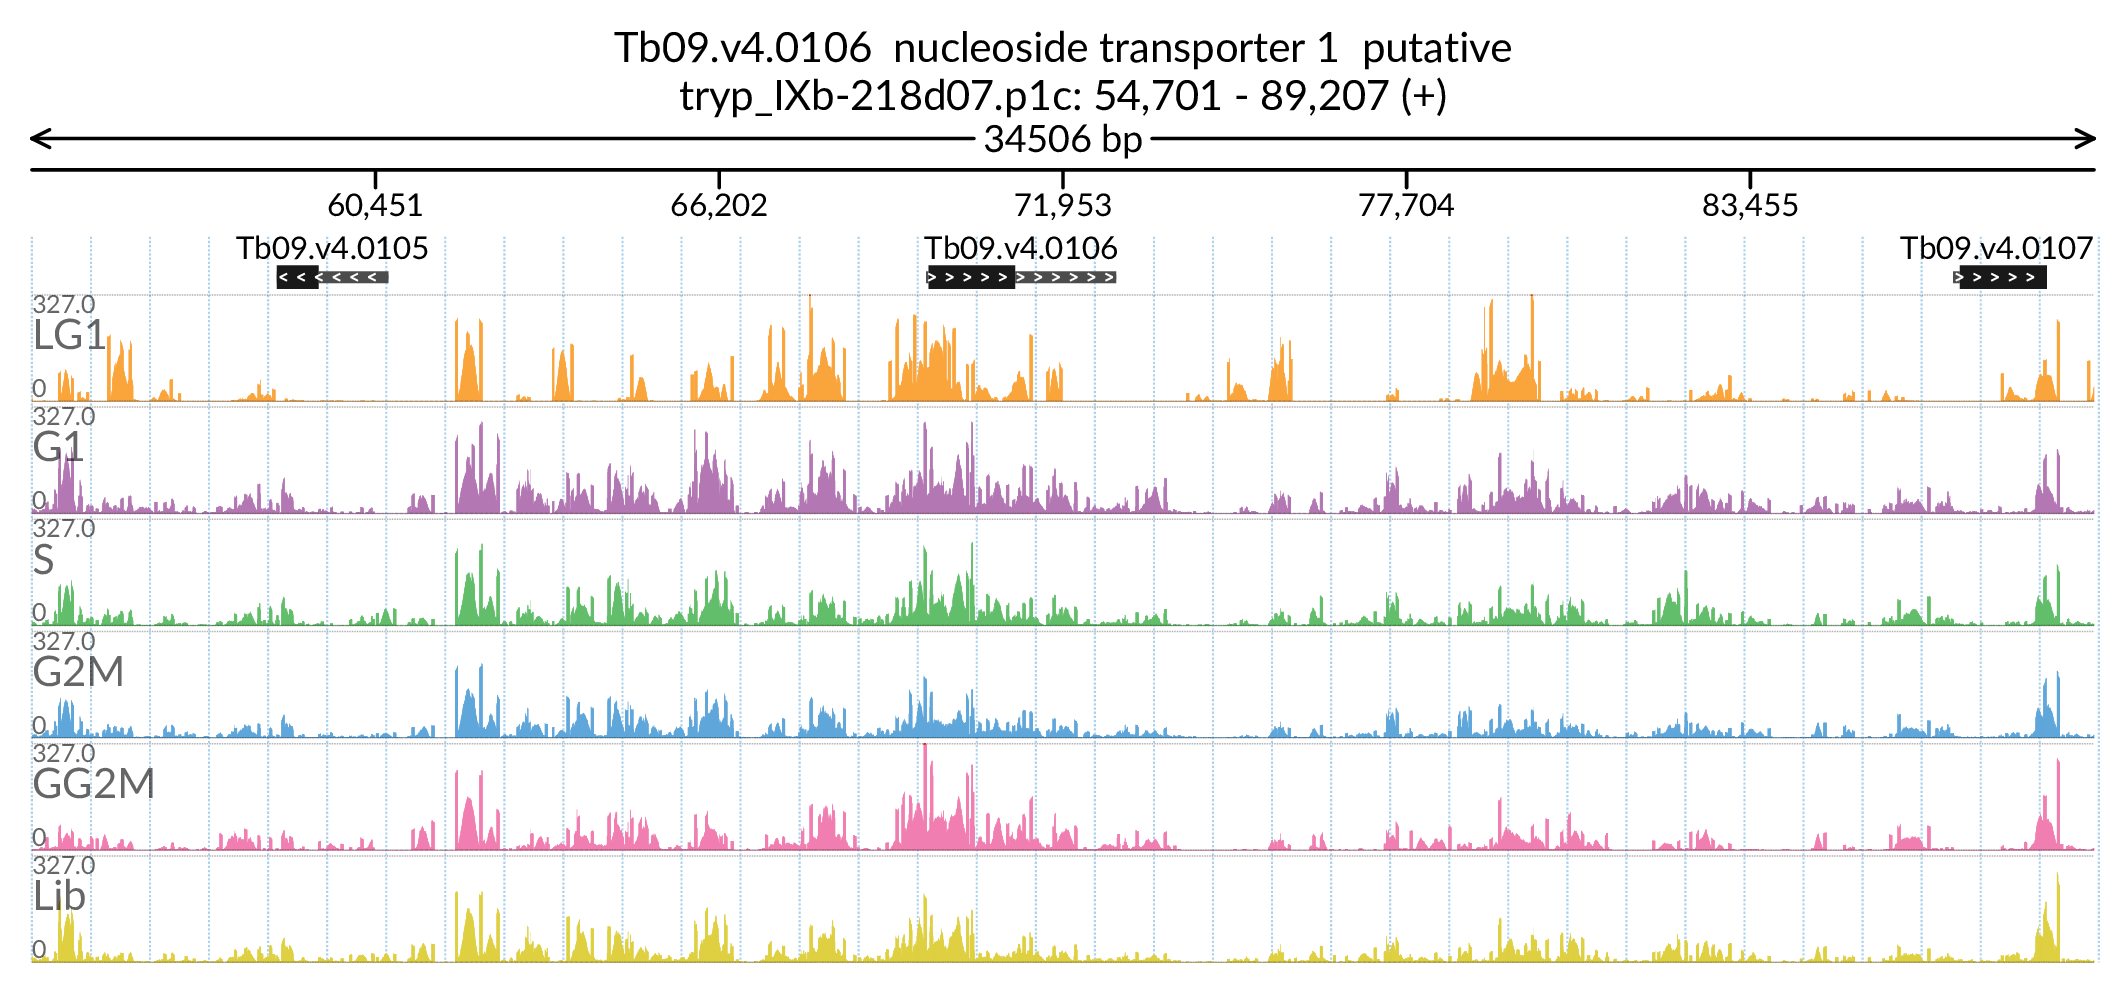 Tb09.v4.0106 nucleoside transporter 1 putative
tryp_IXb-218d07.p1c: 54,701 - 89,207 (+)
34506 bp
60,451 66,202 71,953 77,704 83,455
Tb09.v4.0105 Tb09.v4.0106 Tb09.v4.0107
327.0
LG1
0
327.0
G1
0
327.0
S
0
327.0
G2M
0
327.0
GG2M
0
327.0
Lib
0